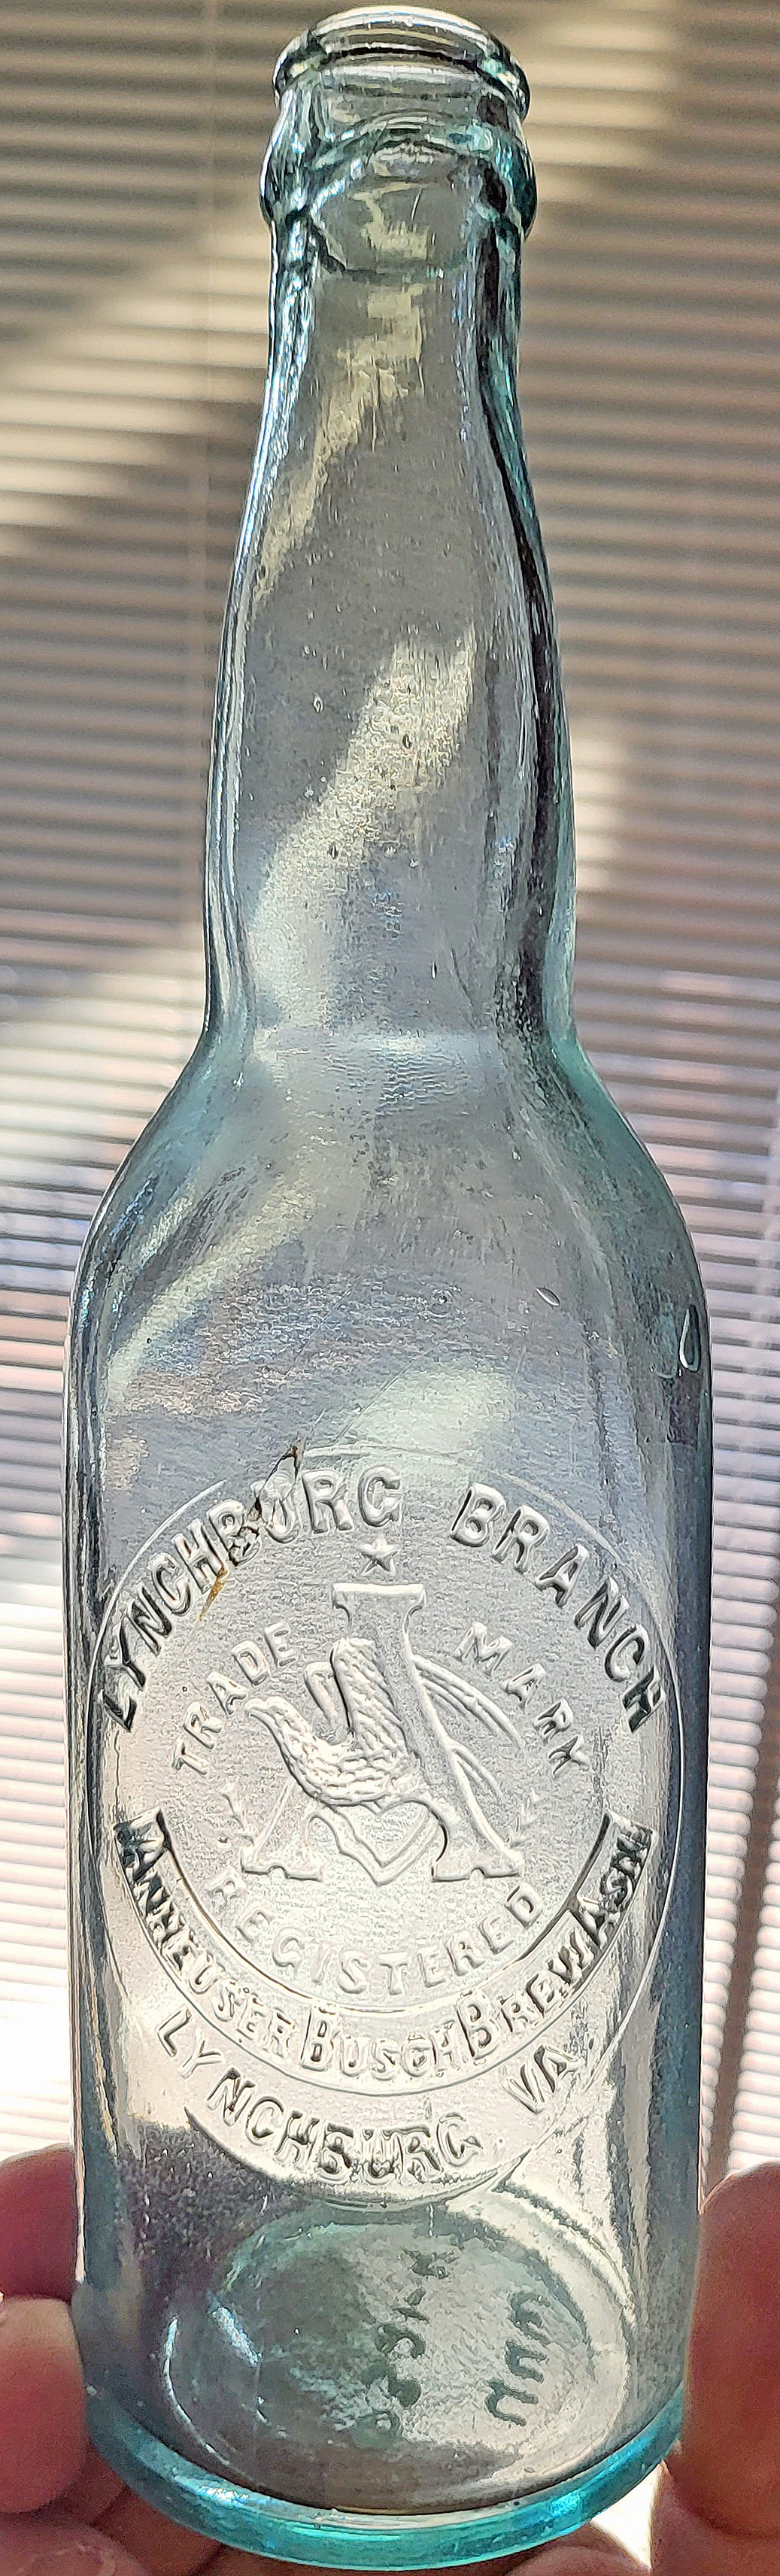 LYNCHBURG BRANCH
TRADE MARK
A
REGISTERED
ANHEUSER BUSCH BREW ASN
LYNCHBURG VA.